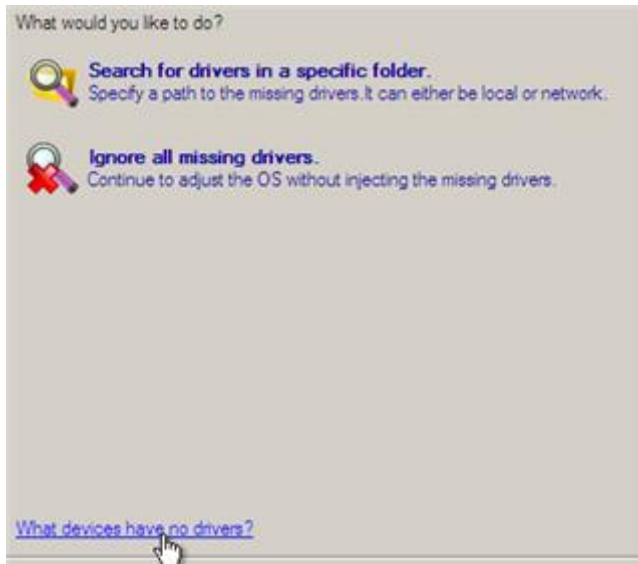 What would you like to do?
Search for drivers in a specific folder.
Specify a path to the missing drivers.It can either be local or network.
Ignore all missing drivers.
Continue to adjust the OS without injecting the missing drivers.
What devices have no drivers?